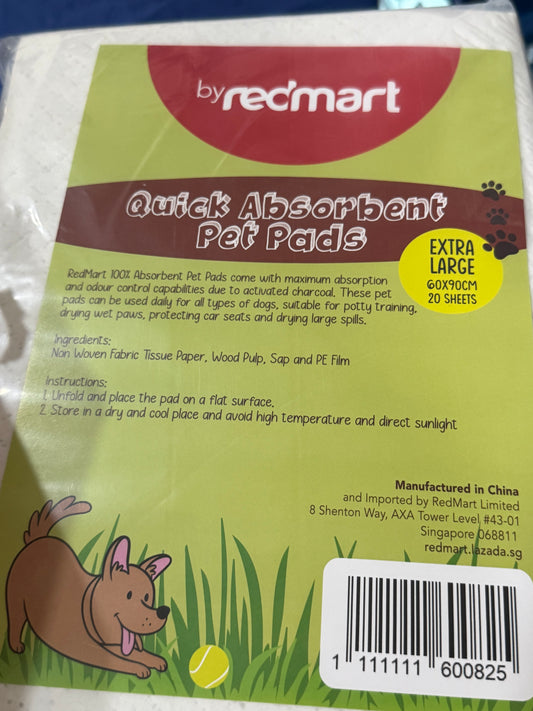 by redmart
Quick Absorbent
Pet Pads
EXTRA
LARGE
60X90CM
20 SHEETS
RedMart 100% Absorbent Pet Pads come with maximum absorption
and odour control capabilities due to activated charcoal. These pet
pads can be used daily for all types of dogs, suitable for potty training,
drying wet paws, protecting car seats and drying large spills.
Ingredients:
Non Woven Fabric Tissue Paper, Wood Pulp, Sap and PE Film
Instructions:
1. Unfold and place the pad on a flat surface.
2. Store in a dry and cool place and avoid high temperature and direct sunlight
Manufactured in China
and Imported by RedMart Limited
8 Shenton Way, AXA Tower Level #43-01
Singapore 068811
redmart.lazada.sg
1 111111 600825